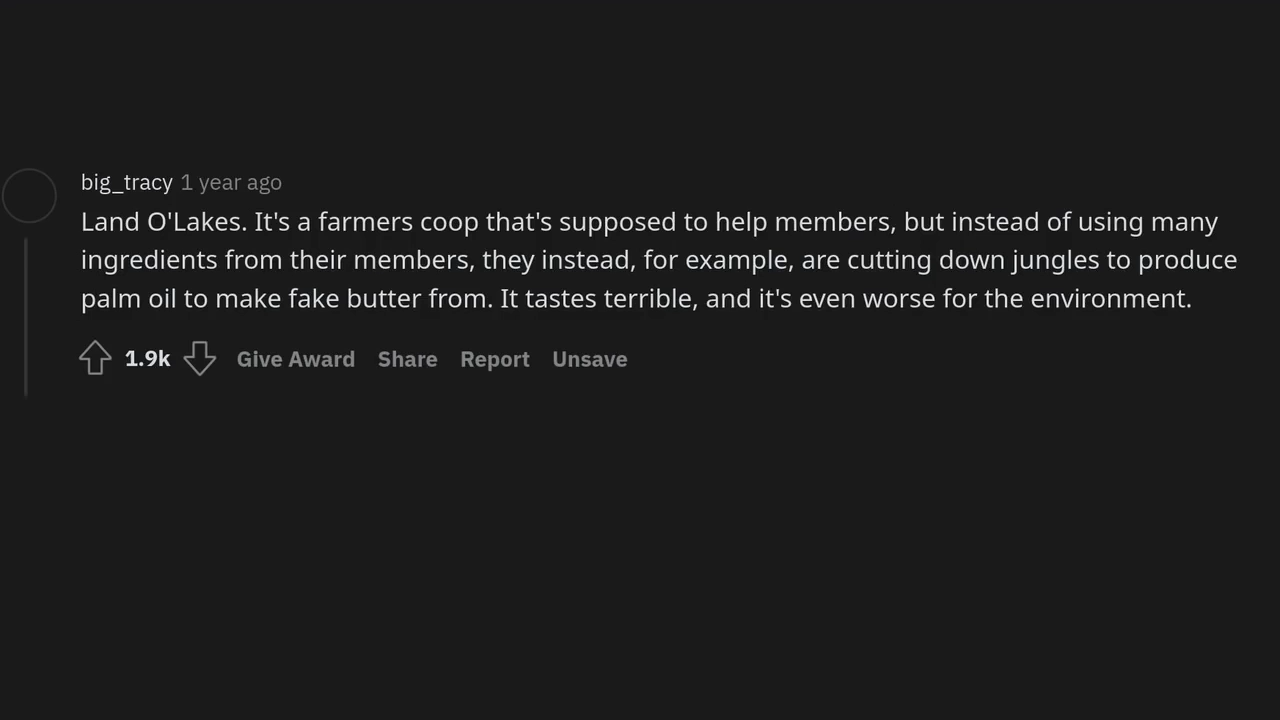 big_tracy 1 year ago
Land O'Lakes. It's a farmers coop that's supposed to help members, but instead of using many
ingredients from their members, they instead, for example, are cutting down jungles to produce
palm oil to make fake butter from. It tastes terrible, and it's even worse for the environment.
1.9k Give Award Share Report Unsave